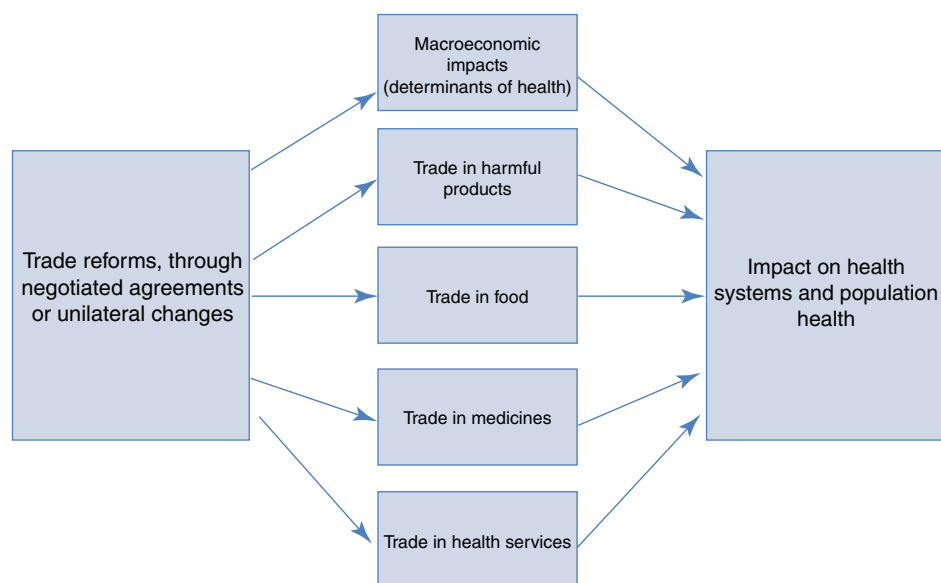 Macroeconomic
impacts
(determinants of health)
Trade in harmful
products
Trade reforms, through
negotiated agreements
or unilateral changes
Trade in food
Impact on health
systems and population
health
Trade in medicines
Trade in health services